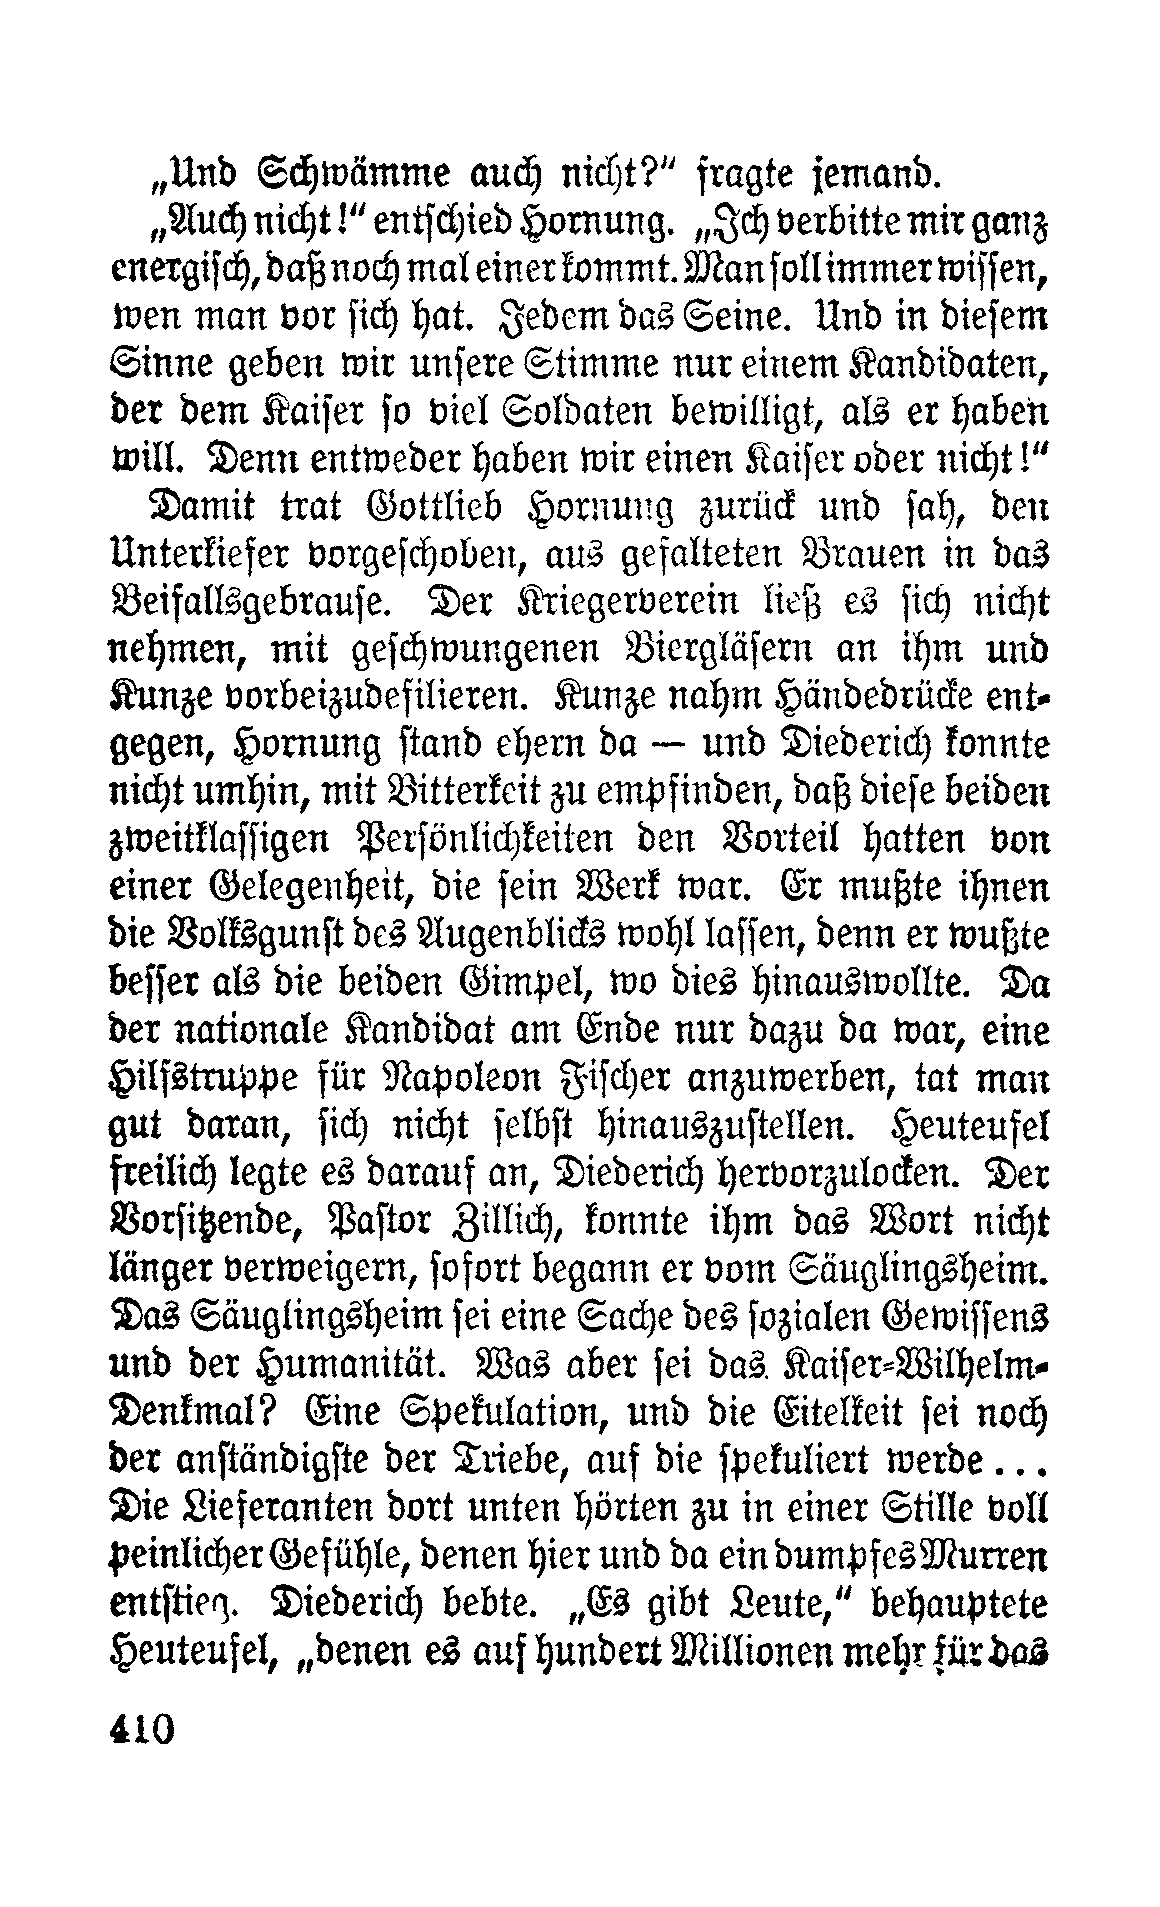 „Und Schwämme auch nicht?“ fragte jemand.
„Auch nicht!“ entschied Hornung. „Ich verbitte mir ganz
energisch, daß noch mal einer kommt. Man soll immer wissen,
wen man vor sich hat. Jedem das Seine. Und in diesem
Sinne geben wir unsere Stimme nur einem Kandidaten,
der dem Kaiser so viel Soldaten bewilligt, als er haben
will. Denn entweder haben wir einen Kaiser oder nicht!“
Damit trat Gottlieb Hornung zurück und sah, den
Unterkiefer vorgeschoben, aus gefalteten Brauen in das
Beifallsgebrause. Der Kriegerverein ließ es sich nicht
nehmen, mit geschwungenen Biergläsern an ihm und
Kunze vorbeizudefilieren. Kunze nahm Händedrücke ent-
gegen, Hornung stand ehern da — und Diederich konnte
nicht umhin, mit Bitterkeit zu empfinden, daß diese beiden
zweitklassigen Persönlichkeiten den Vorteil hatten von
einer Gelegenheit, die sein Werk war. Er mußte ihnen
die Volksgunst des Augenblicks wohl lassen, denn er wußte
besser als die beiden Gimpel, wo dies hinauswollte. Da
der nationale Kandidat am Ende nur dazu da war, eine
Hilfstruppe für Napoleon Fischer anzuwerben, tat man
gut daran, sich nicht selbst hinauszustellen. Heuteufel
freilich legte es darauf an, Diederich hervorzulocken. Der
Vorsitzende, Pastor Zillich, konnte ihm das Wort nicht
länger verweigern, sofort begann er vom Säuglingsheim.
Das Säuglingsheim sei eine Sache des sozialen Gewissens
und der Humanität. Was aber sei das Kaiser-Wilhelm-
Denkmal? Eine Spekulation, und die Eitelkeit sei noch
der anständigste der Triebe, auf die spekuliert werde...
Die Lieferanten dort unten hörten zu in einer Stille voll
peinlicher Gefühle, denen hier und da ein dumpfes Murren
entstieg. Diederich bebte. „Es gibt Leute,“ behauptete
Heuteufel, „denen es auf hundert Millionen mehr für das
410